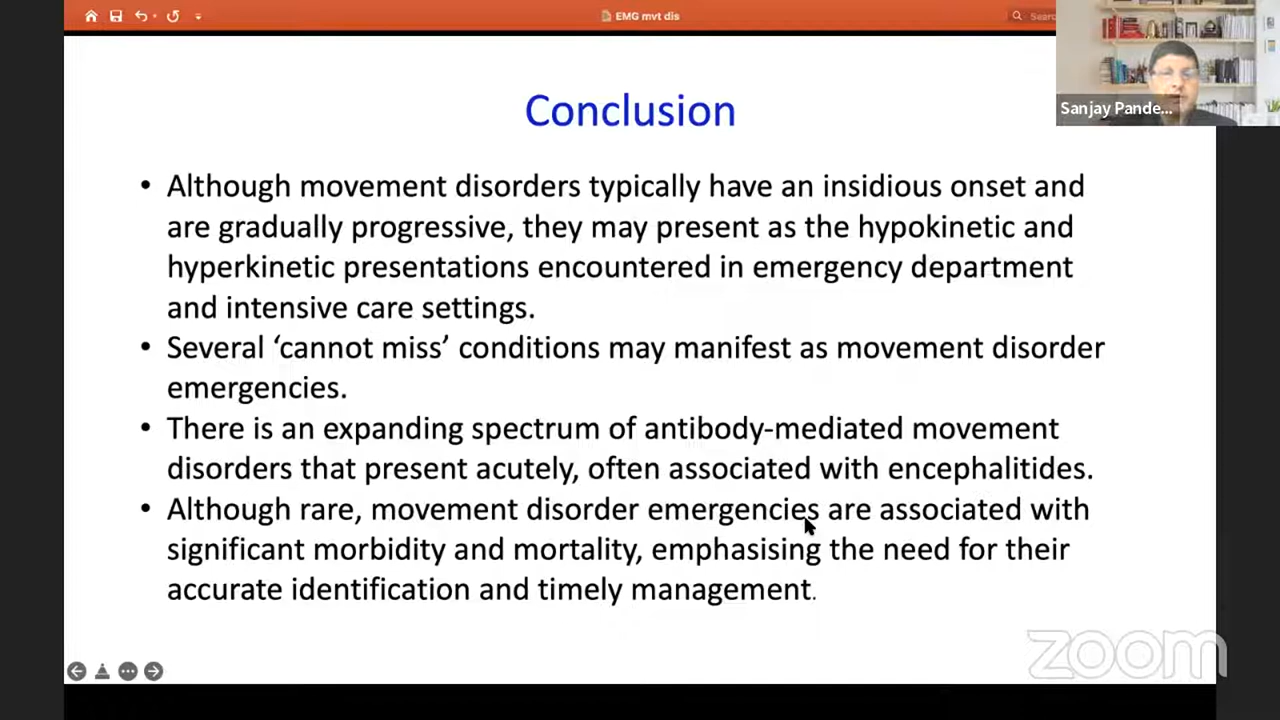 EMG mvt dis
Sear
Sanjay Pande...
Conclusion
• Although movement disorders typically have an insidious onset and
are gradually progressive, they may present as the hypokinetic and
hyperkinetic presentations encountered in emergency department
and intensive care settings.
• Several ‘cannot miss’ conditions may manifest as movement disorder
emergencies.
• There is an expanding spectrum of antibody-mediated movement
disorders that present acutely, often associated with encephalitides.
• Although rare, movement disorder emergencies are associated with
significant morbidity and mortality, emphasising the need for their
accurate identification and timely management.
zoom